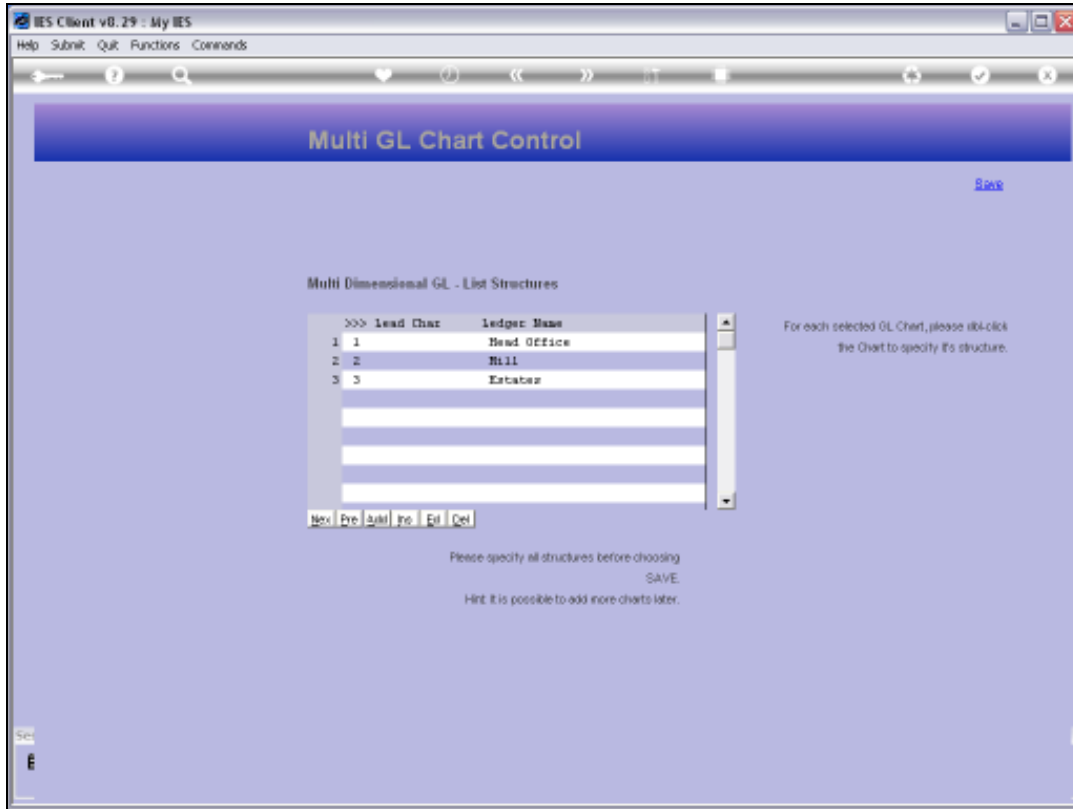 IES Client v8.29 : My IES
Help Submit Quit Functions Commands
Multi GL Chart Control
Save
Multi Dimensional GL - List Structures
>>> Lead Char Ledger Name
1 1 Head Office
2 2 Mill
3 3 Estates
For each selected GL Chart, please dbl-click
the Chart to specify it's structure.
Nex Pre Add Ins Ed Del
Please specify all structures before choosing
SAVE.
Hint: It is possible to add more charts later.